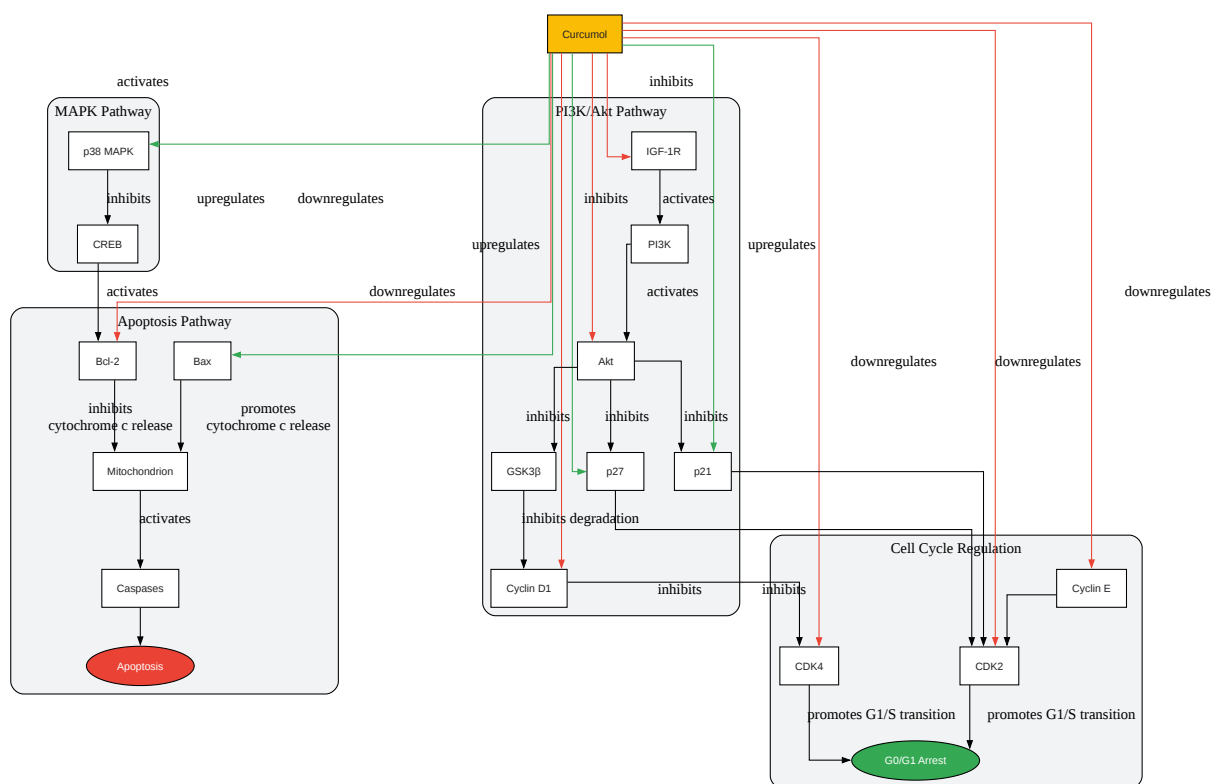 Curcumol
activates
inhibits
MAPK Pathway
PI3K/Akt Pathway
p38 MAPK
IGF-1R
inhibits
upregulates
downregulates
inhibits
activates
CREB
upregulates
PI3K
upregulates
activates
downregulates
activates
downregulates
Apoptosis Pathway
Bcl-2
Bax
Akt
downregulates
downregulates
inhibits
cytochrome c release
promotes
cytochrome c release
inhibits
inhibits
inhibits
Mitochondrion
GSK3β
p27
p21
activates
inhibits degradation
Cell Cycle Regulation
Caspases
Cyclin D1
inhibits
inhibits
Cyclin E
Apoptosis
CDK4
CDK2
promotes G1/S transition
promotes G1/S transition
G0/G1 Arrest